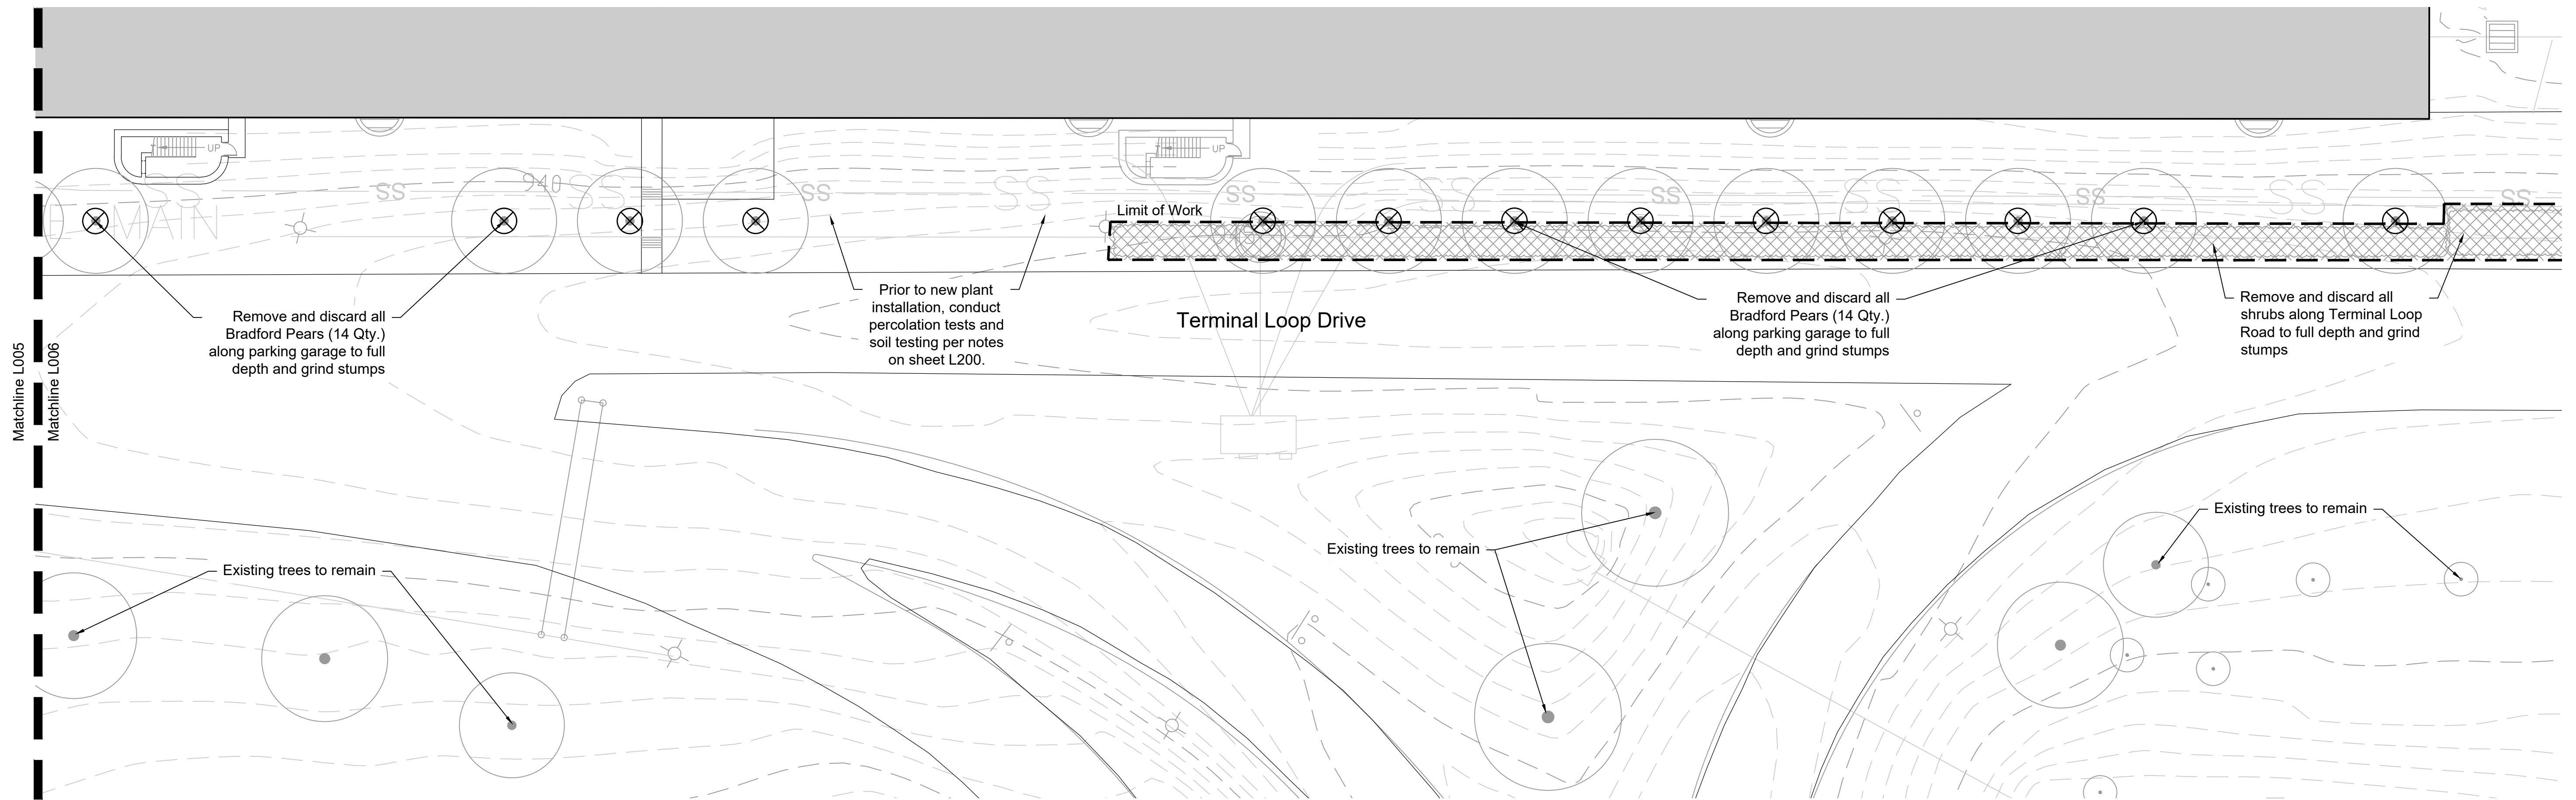 UP
UP
SS
SS
940
SS
SS
SS
SS
SS
SS
SS
SS
SS
SS
MAIN
Limit of Work
Remove and discard all
Bradford Pears (14 Qty.)
along parking garage to full
depth and grind stumps
Prior to new plant
installation, conduct
percolation tests and
soil testing per notes
on sheet L200.
Terminal Loop Drive
Remove and discard all
Bradford Pears (14 Qty.)
along parking garage to full
depth and grind stumps
Remove and discard all
shrubs along Terminal Loop
Road to full depth and grind
stumps
Matchline L005
Matchline L006
Existing trees to remain
Existing trees to remain
Existing trees to remain